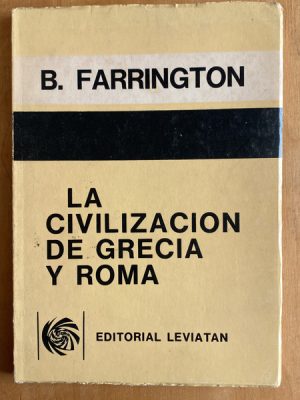 B. FARRINGTON
LA
CIVILIZACION
DE GRECIA
Y ROMA
EDITORIAL LEVIATAN